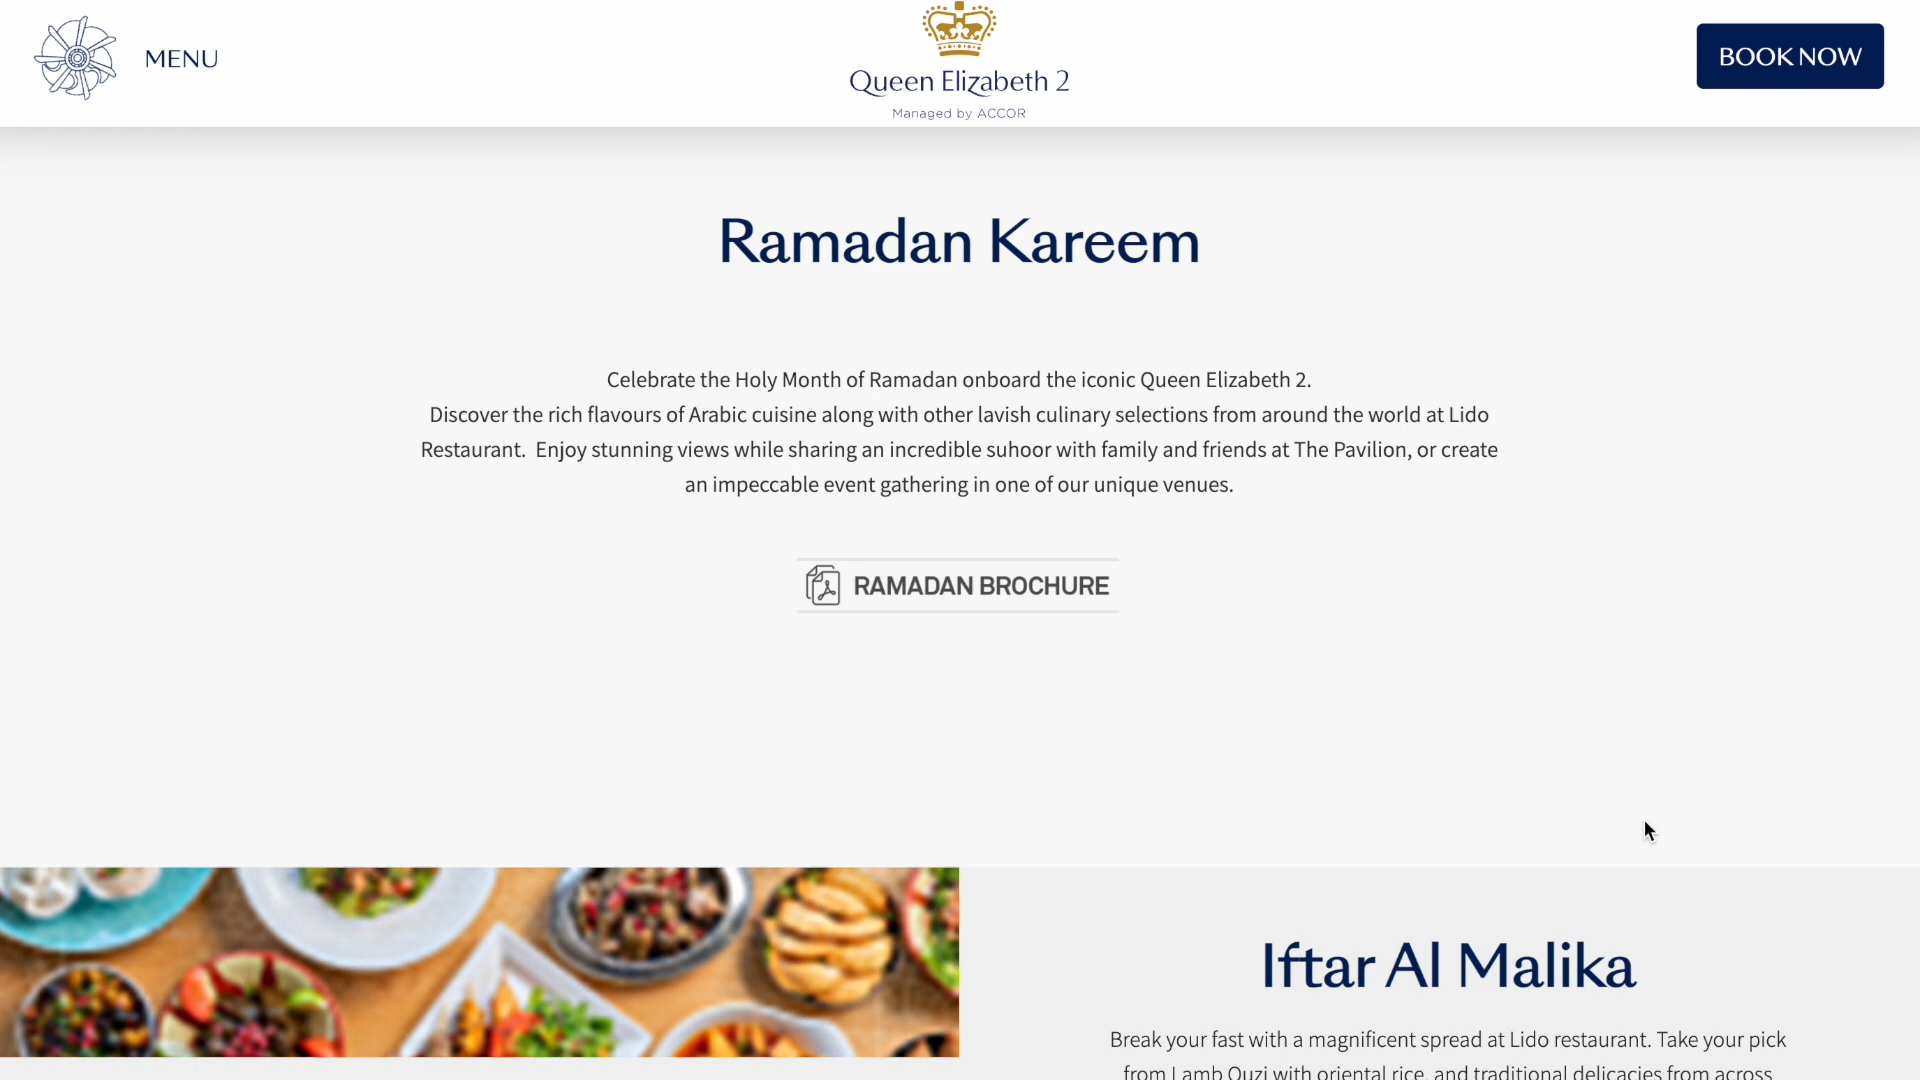 MENU
Queen Elizabeth 2
Managed by ACCOR
BOOK NOW
Ramadan Kareem
Celebrate the Holy Month of Ramadan onboard the iconic Queen Elizabeth 2.
Discover the rich flavours of Arabic cuisine along with other lavish culinary selections from around the world at Lido
Restaurant. Enjoy stunning views while sharing an incredible suhoor with family and friends at The Pavilion, or create
an impeccable event gathering in one of our unique venues.
RAMADAN BROCHURE
Iftar Al Malika
Break your fast with a magnificent spread at Lido restaurant. Take your pick
from Lamb Ouzi with oriental rice, and traditional delicacies from across